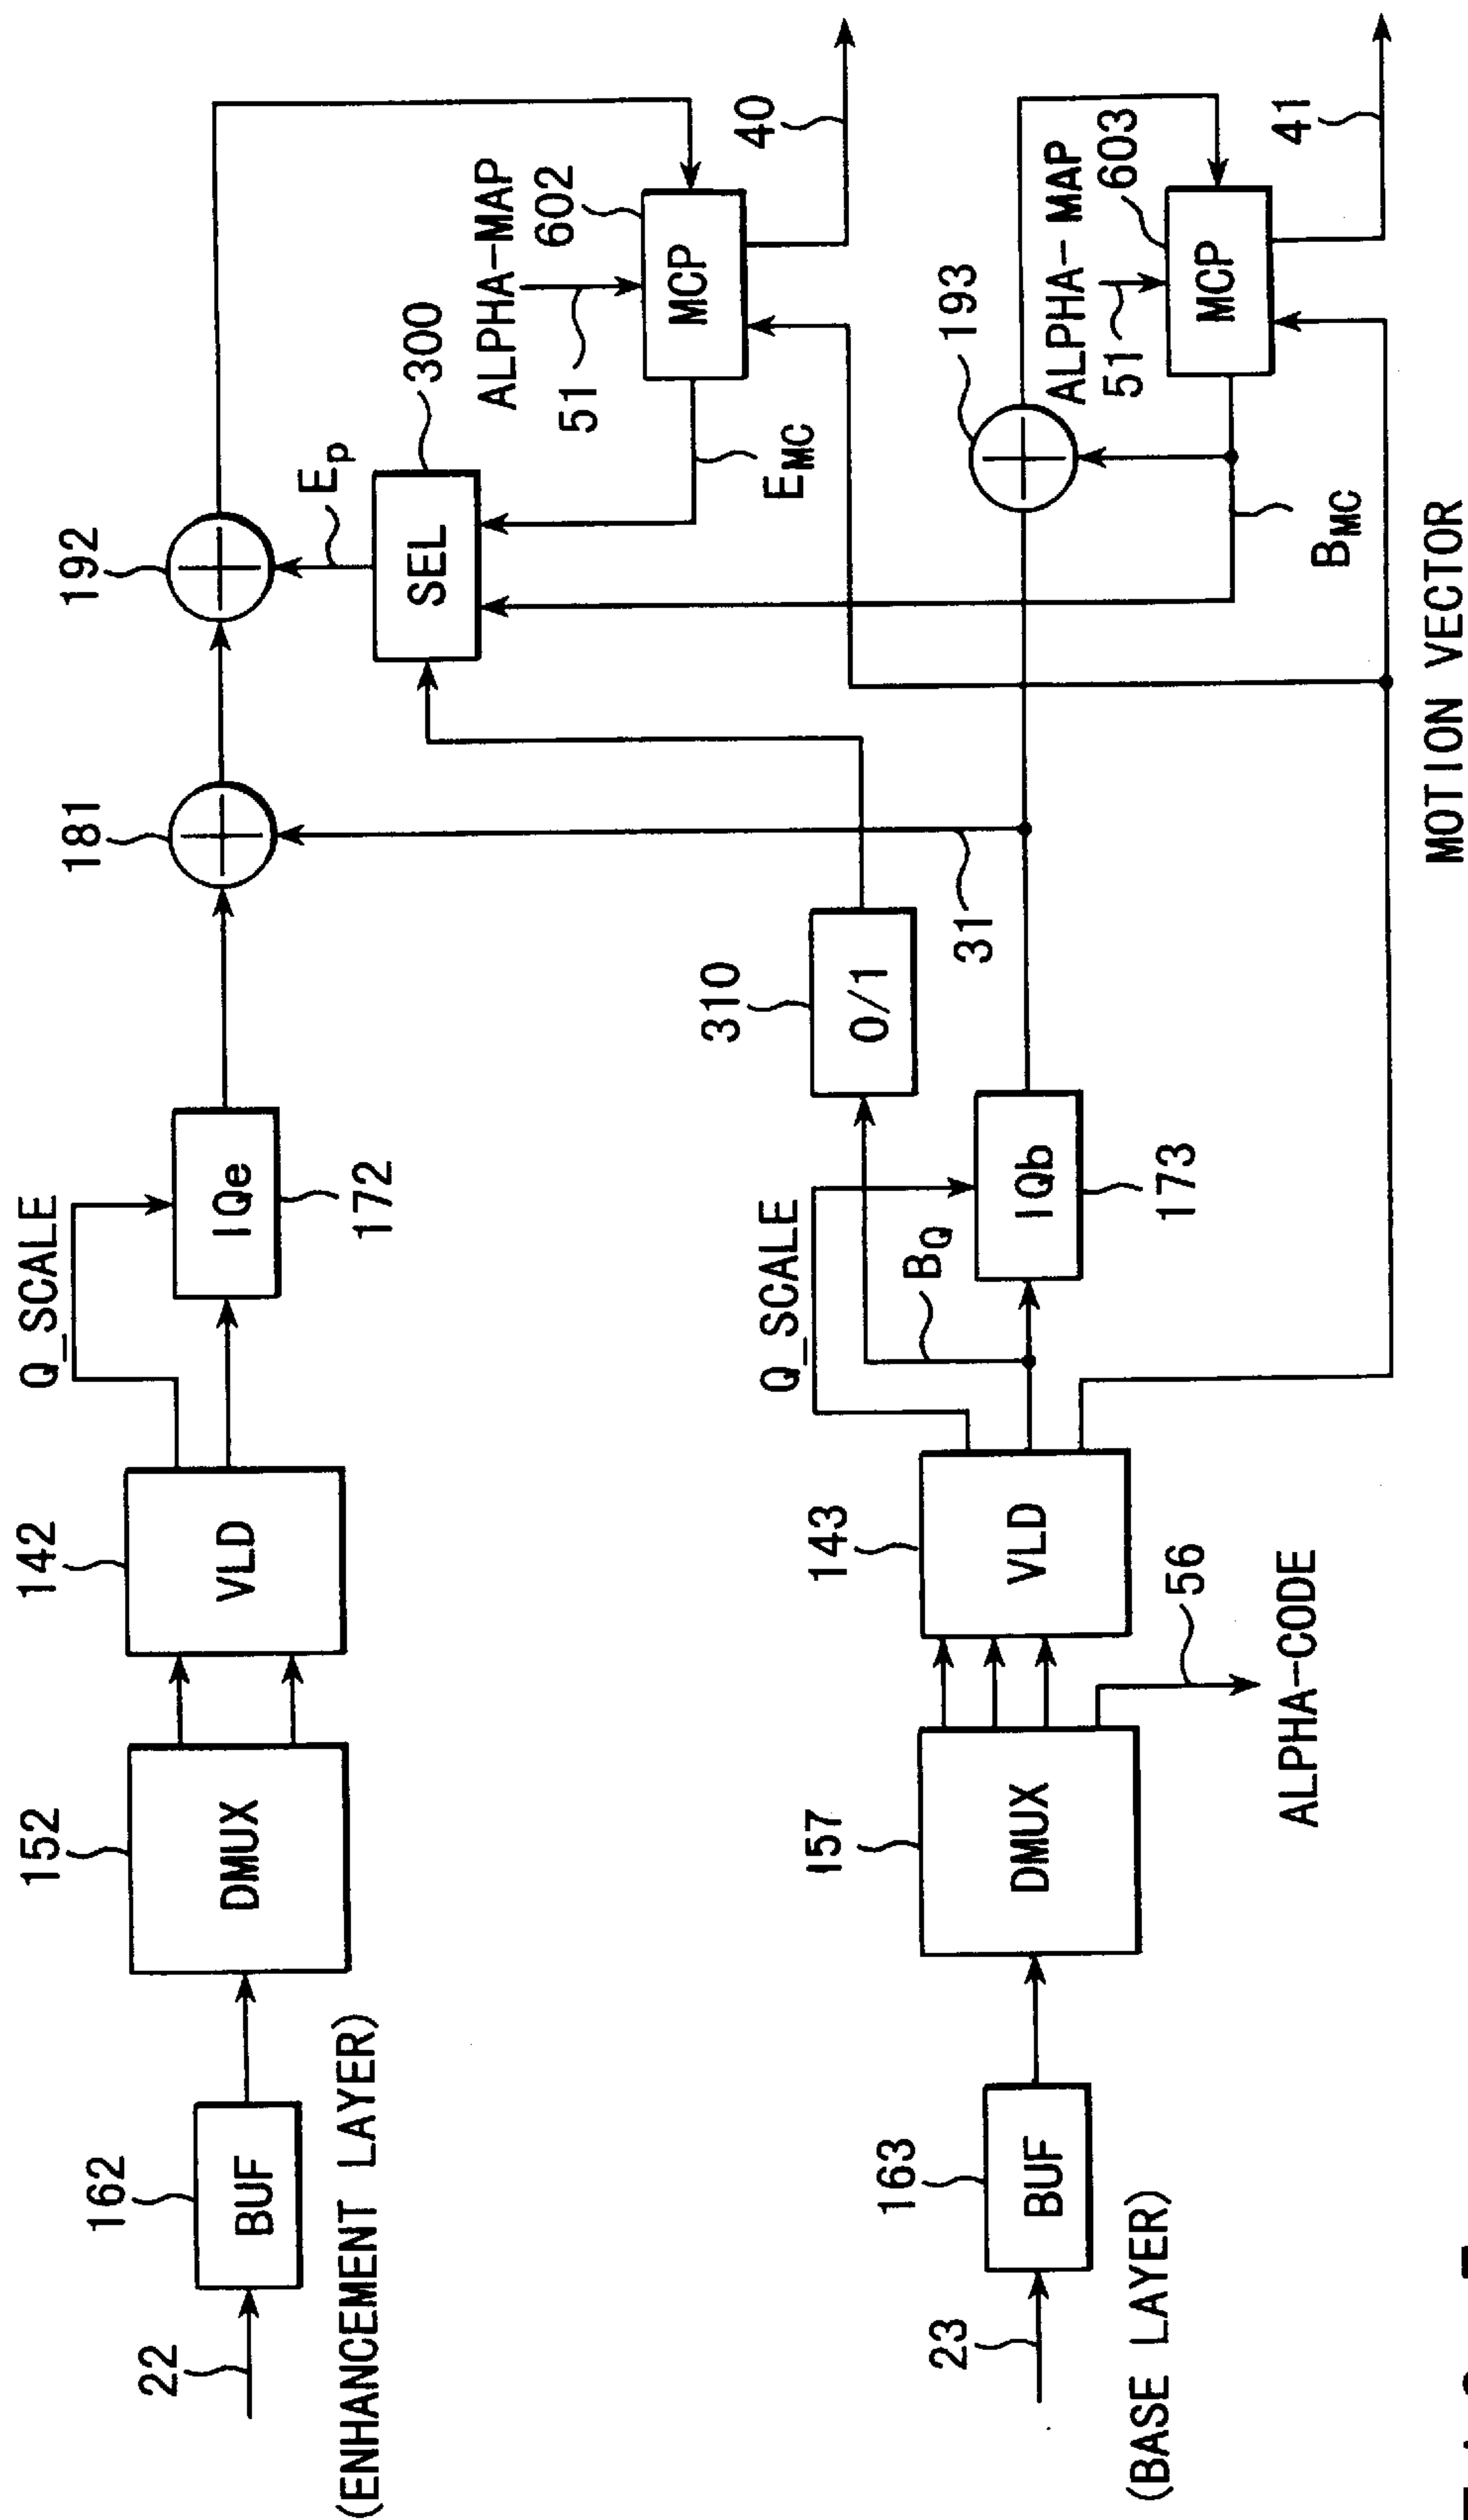 22
162
BUF
(ENHANCEMENT LAYER)
152
DMUX
142
VLD
Q_SCALE
IQe
172
181
192
Ep
SEL
300
EMC
ALPHA-MAP
51
602
MCP
40
23
163
BUF
(BASE LAYER)
157
DMUX
ALPHA-CODE
56
143
VLD
Q_SCALE
BQ
IQb
173
310
0/1
31
193
ALPHA-MAP
51
603
MCP
BMC
41
MOTION VECTOR